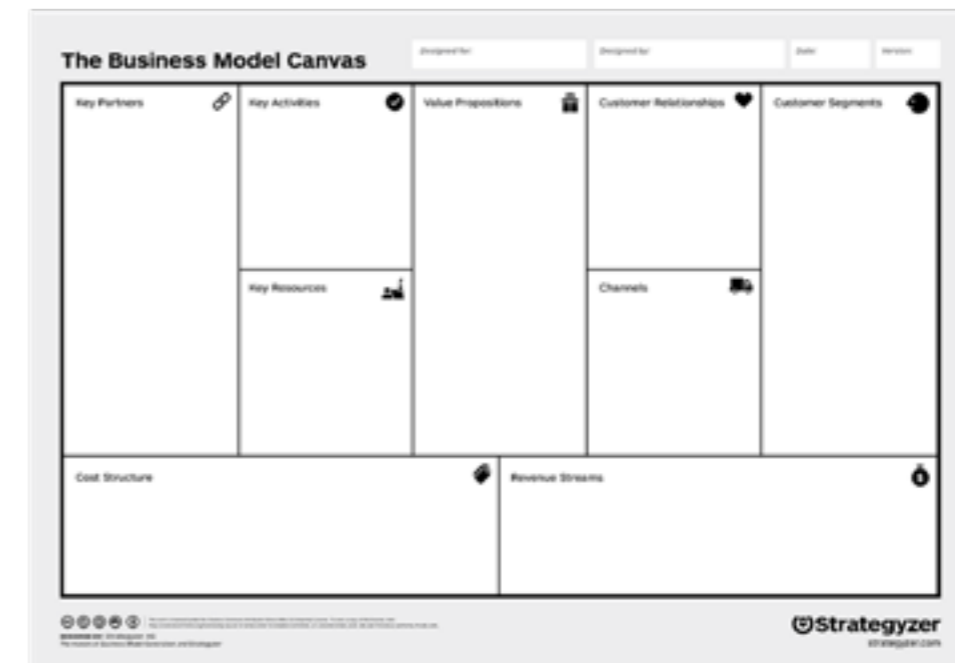 The Business Model Canvas
Designed for:
Designed by:
Date:
Version:
Key Partners
Key Activities
Value Propositions
Customer Relationships
Customer Segments
Key Resources
Channels
Cost Structure
Revenue Streams
Strategyzer
strategyzer.com